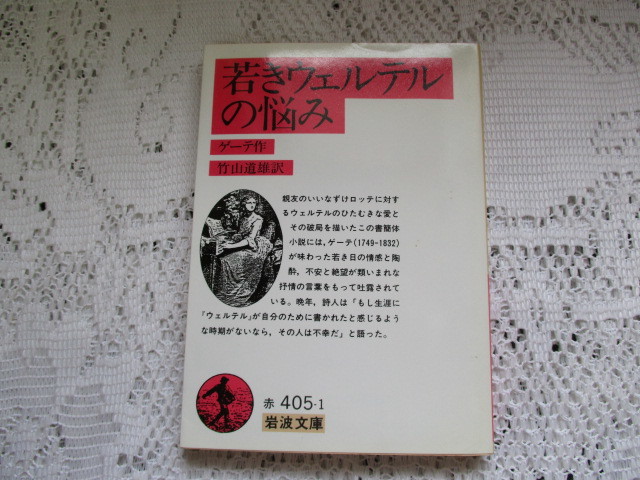 若きウェルテル
の悩み
ゲーテ作
竹山道雄訳
親友のいいなずけロッテに対す
るウェルテルのひたむきな愛と
その破局を描いたこの書簡体
小説には,ゲーテ(1749-1832)
が味わった若き日の情感と陶
酔,不安と絶望が類いまれな
抒情の言葉をもって吐露されて
いる.晩年,詩人は「もし生涯に
『ウェルテル』が自分のために書かれたと感じるよう
な時期がないなら,その人は不幸だ」と語った.
赤 405-1
岩波文庫